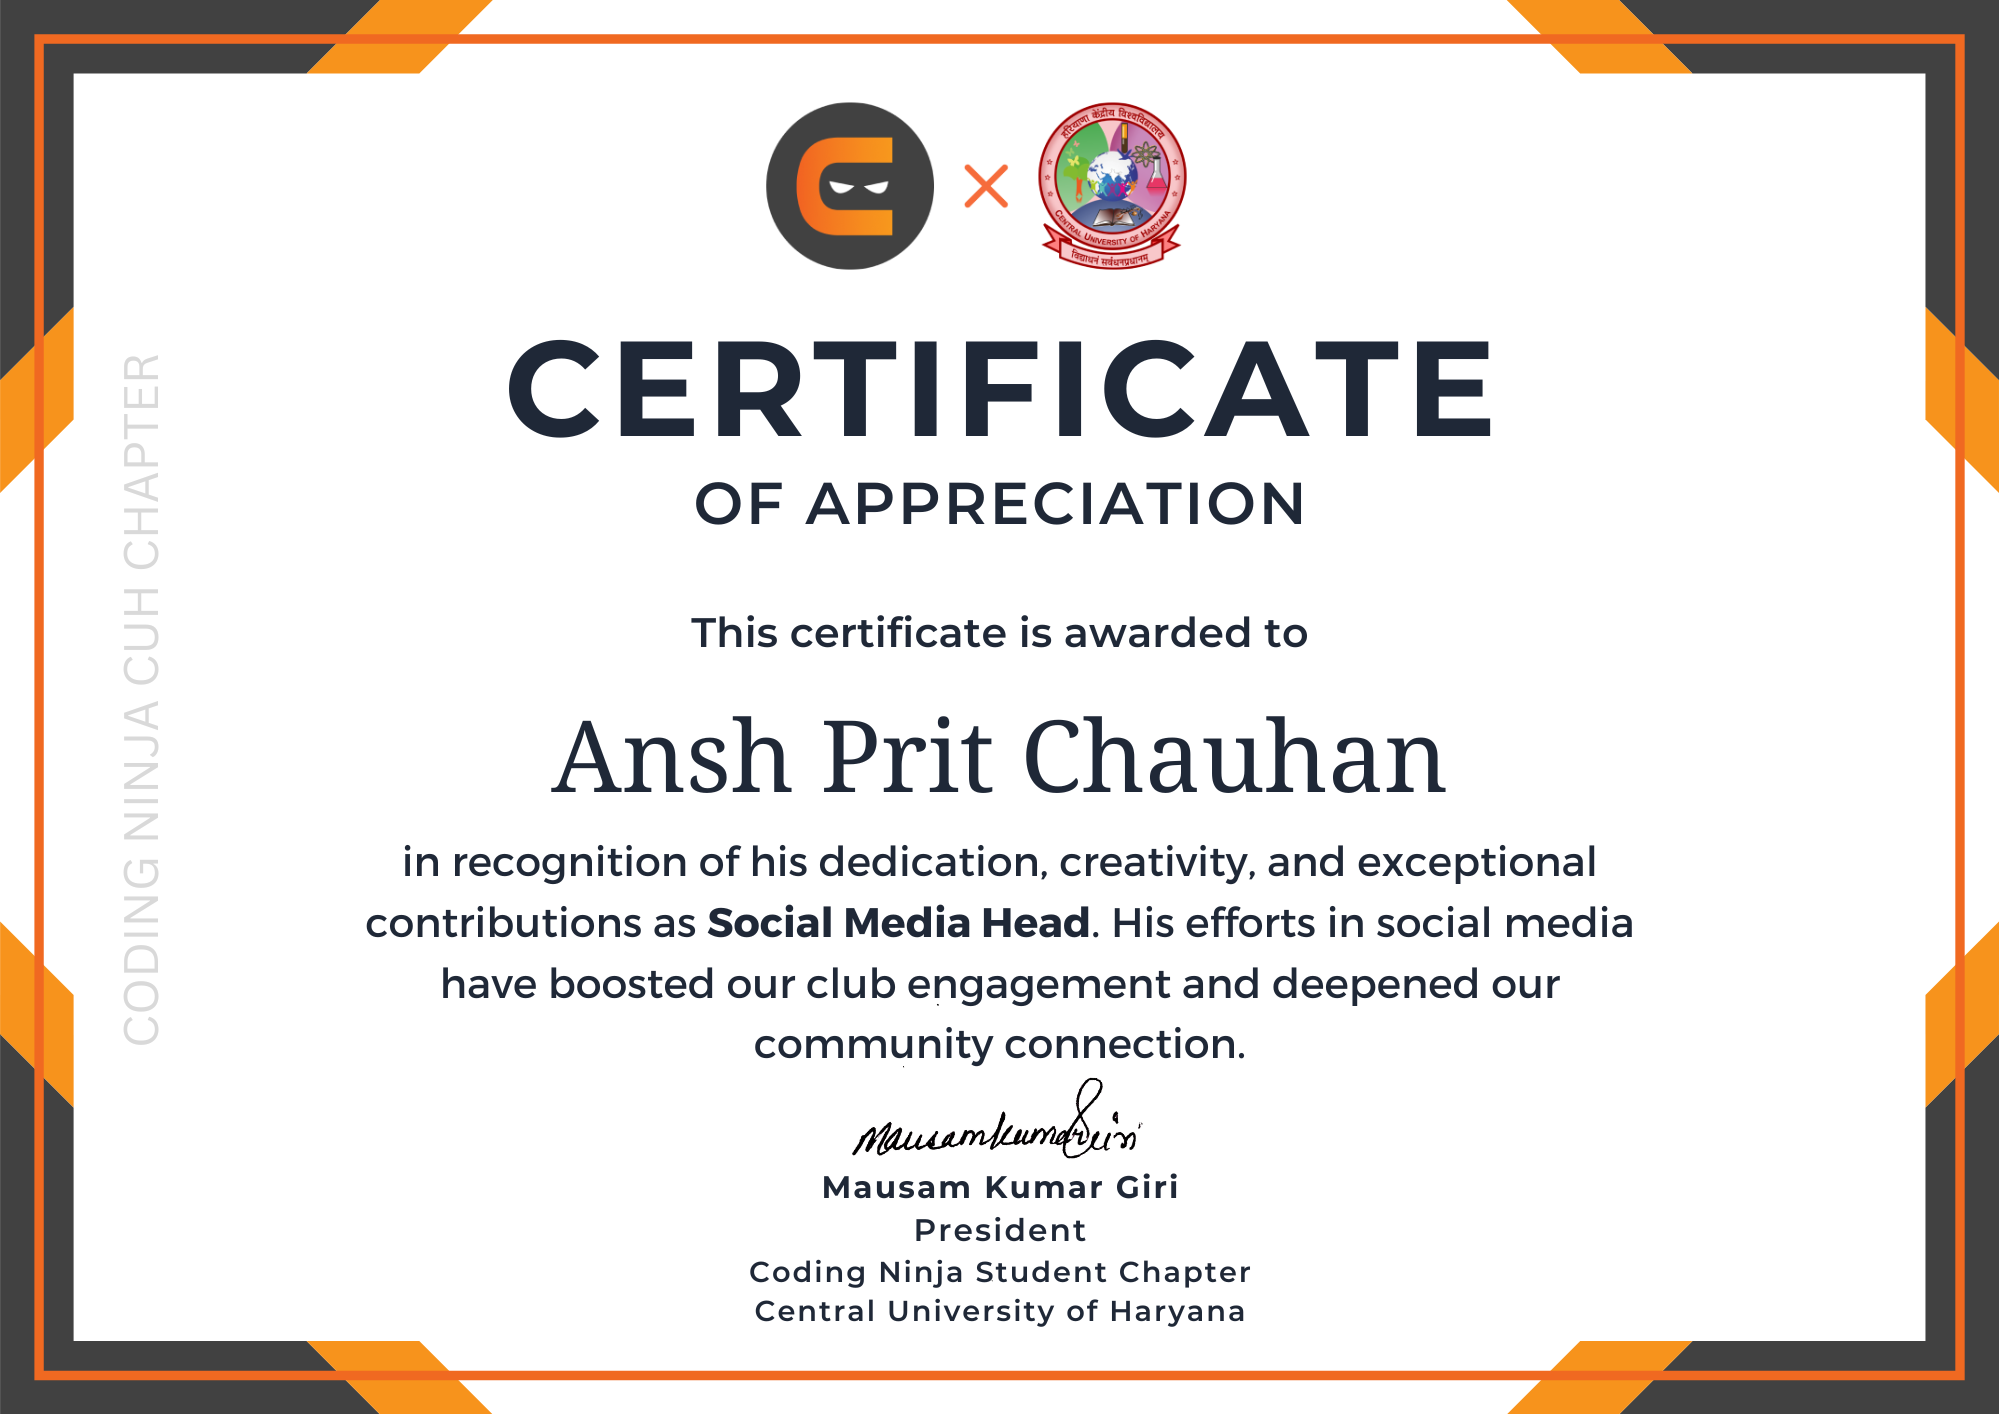 हरियाणा केंद्रीय विश्वविद्यालय
CENTRAL UNIVERSITY OF HARYANA
विद्याधनं सर्वधनप्रधानम्
CERTIFICATE
OF APPRECIATION
This certificate is awarded to
Ansh Prit Chauhan
in recognition of his dedication, creativity, and exceptional
contributions as Social Media Head. His efforts in social media
have boosted our club engagement and deepened our
community connection.
Mausam Kumar Giri
Mausam Kumar Giri
President
Coding Ninja Student Chapter
Central University of Haryana
CODING NINJA CUH CHAPTER